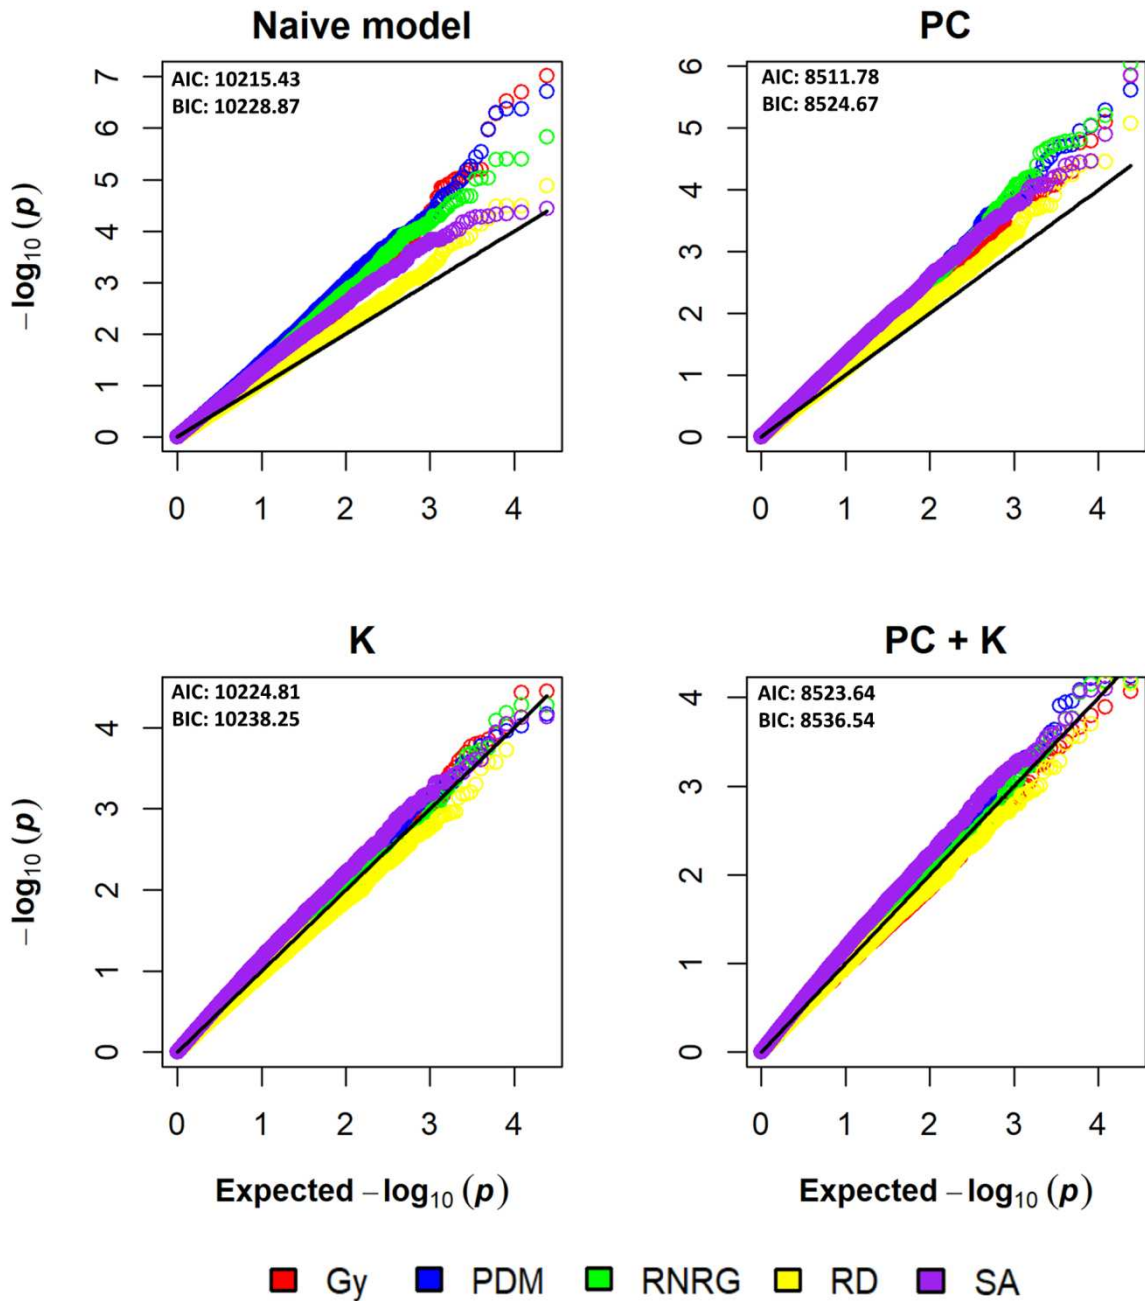 Naive model
AIC: 10215.43
BIC: 10228.87
−log₁₀ (p)
7
6
5
4
3
2
1
0
0 1 2 3 4
PC
AIC: 8511.78
BIC: 8524.67
6
5
4
3
2
1
0
0 1 2 3 4
K
AIC: 10224.81
BIC: 10238.25
−log₁₀ (p)
4
3
2
1
0
0 1 2 3 4
Expected −log₁₀ (p)
PC + K
AIC: 8523.64
BIC: 8536.54
4
3
2
1
0
0 1 2 3 4
Expected −log₁₀ (p)
Gy PDM RNRG RD SA